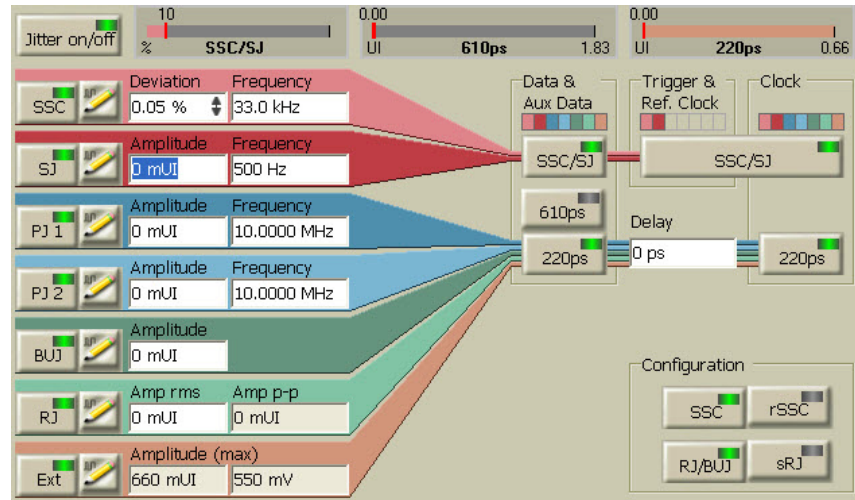 Jitter on/off
10
% SSC/SJ
0.00
UI 610ps 1.83
0.00
UI 220ps 0.66
SSC
Deviation Frequency
0.05 % 33.0 kHz
SJ
Amplitude Frequency
0 mUI 500 Hz
PJ 1
Amplitude Frequency
0 mUI 10.0000 MHz
PJ 2
Amplitude Frequency
0 mUI 10.0000 MHz
BUJ
Amplitude
0 mUI
RJ
Amp rms Amp p-p
0 mUI 0 mUI
Ext
Amplitude (max)
660 mUI 550 mV
Data &
Aux Data
SSC/SJ
610ps
220ps
Trigger &
Ref. Clock
Clock
SSC/SJ
Delay
0 ps
220ps
Configuration
SSC rSSC
RJ/BUJ sRJ